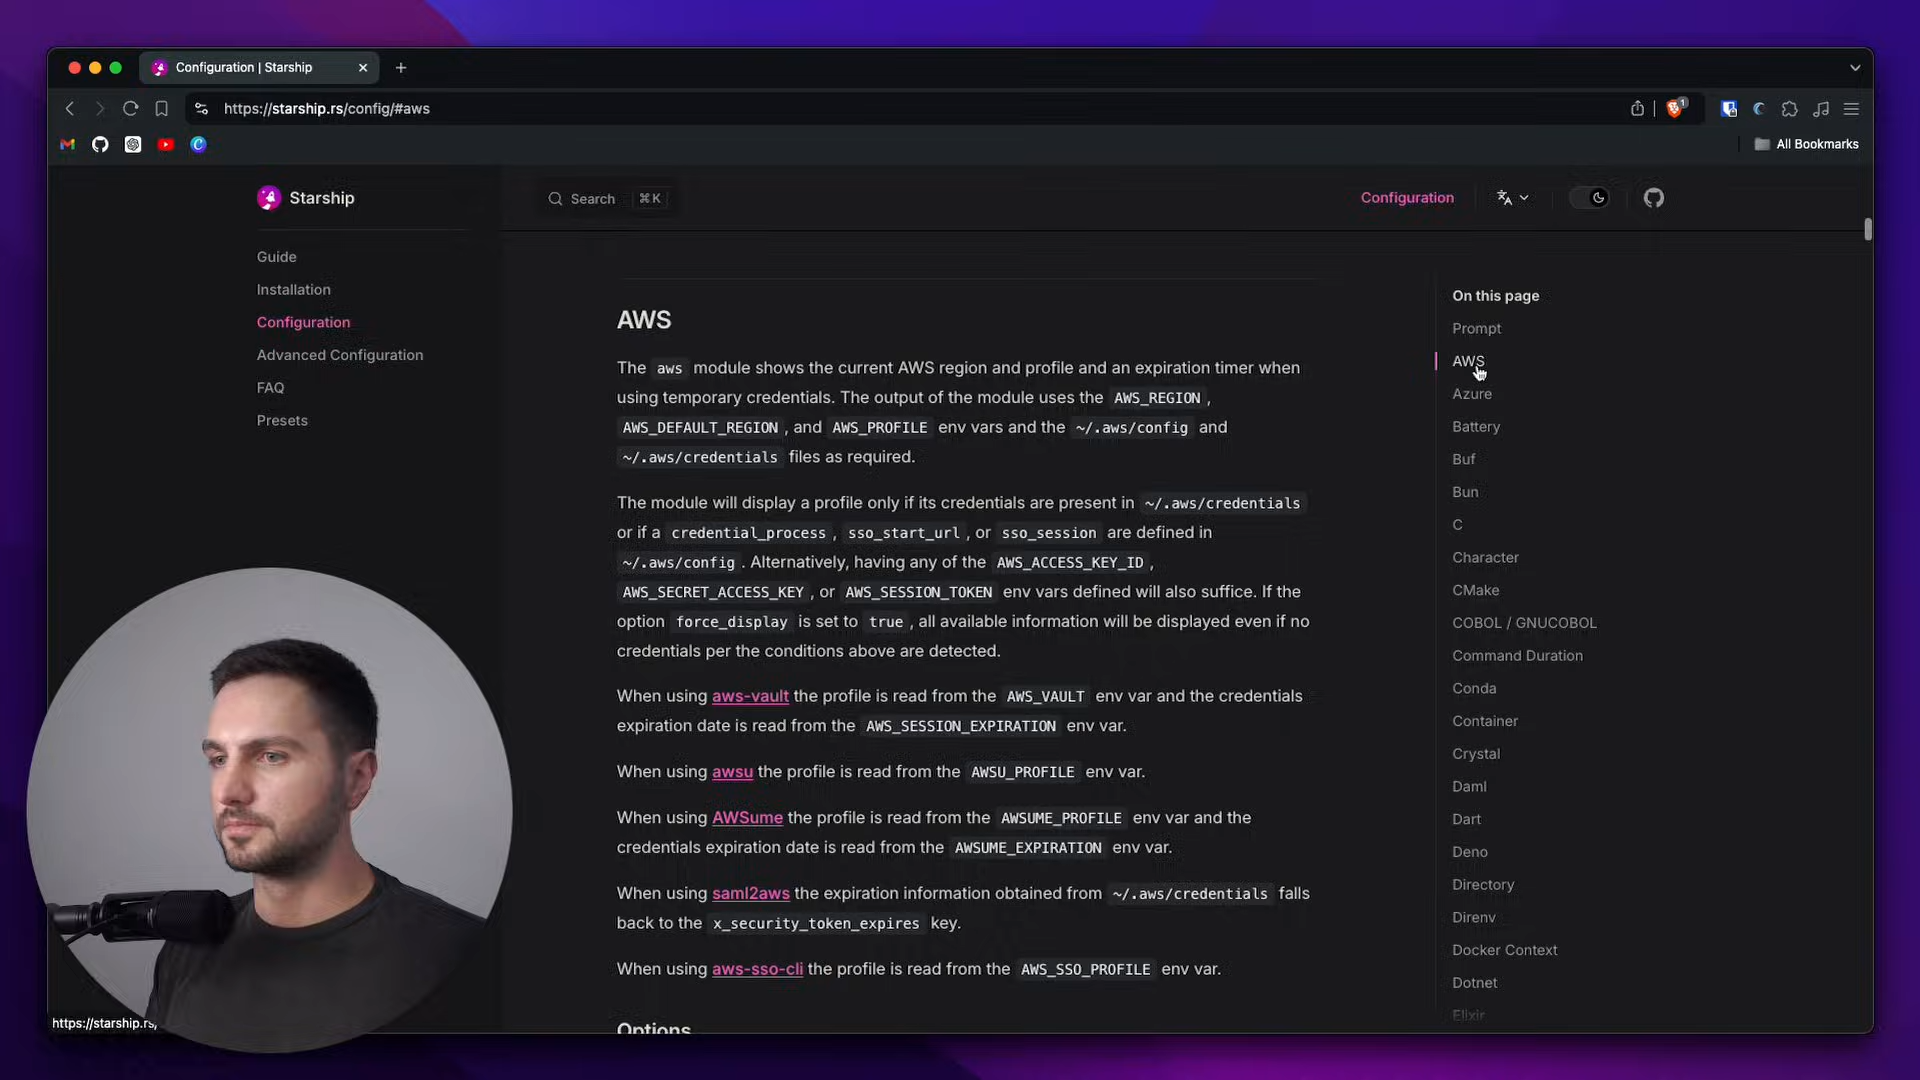 Configuration | Starship
https://starship.rs/config/#aws
1
All Bookmarks
Starship
Search ⌘K
Configuration
Guide
Installation
Configuration
Advanced Configuration
FAQ
Presets
AWS
The aws module shows the current AWS region and profile and an expiration timer when
using temporary credentials. The output of the module uses the AWS_REGION ,
AWS_DEFAULT_REGION , and AWS_PROFILE env vars and the ~/.aws/config and
~/.aws/credentials files as required.
The module will display a profile only if its credentials are present in ~/.aws/credentials
or if a credential_process , sso_start_url , or sso_session are defined in
~/.aws/config . Alternatively, having any of the AWS_ACCESS_KEY_ID ,
AWS_SECRET_ACCESS_KEY , or AWS_SESSION_TOKEN env vars defined will also suffice. If the
option force_display is set to true , all available information will be displayed even if no
credentials per the conditions above are detected.
When using aws-vault the profile is read from the AWS_VAULT env var and the credentials
expiration date is read from the AWS_SESSION_EXPIRATION env var.
When using awsu the profile is read from the AWSU_PROFILE env var.
When using AWSume the profile is read from the AWSUME_PROFILE env var and the
credentials expiration date is read from the AWSUME_EXPIRATION env var.
When using saml2aws the expiration information obtained from ~/.aws/credentials falls
back to the x_security_token_expires key.
When using aws-sso-cli the profile is read from the AWS_SSO_PROFILE env var.
Options
On this page
Prompt
AWS
Azure
Battery
Buf
Bun
C
Character
CMake
COBOL / GNUCOBOL
Command Duration
Conda
Container
Crystal
Daml
Dart
Deno
Directory
Direnv
Docker Context
Dotnet
Elixir
https://starship.rs/